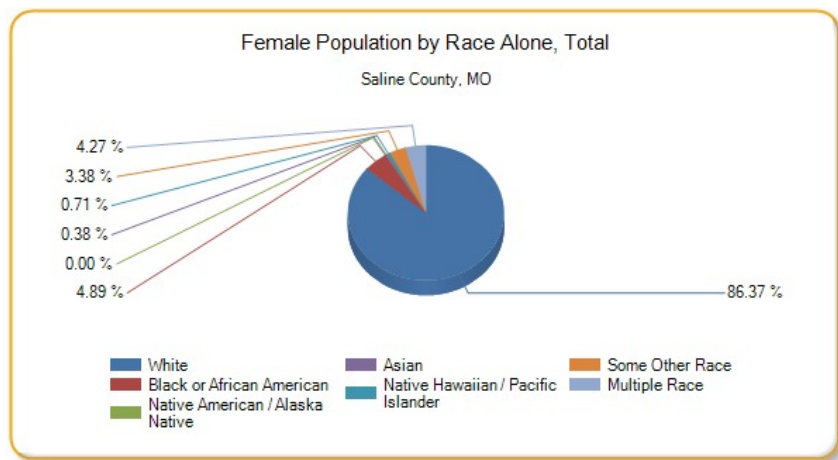 Female Population by Race Alone, Total
Saline County, MO
4.27 %
3.38 %
0.71 %
0.38 %
0.00 %
4.89 %
86.37 %
White
Black or African American
Native American / Alaska
Native
Asian
Native Hawaiian / Pacific
Islander
Some Other Race
Multiple Race